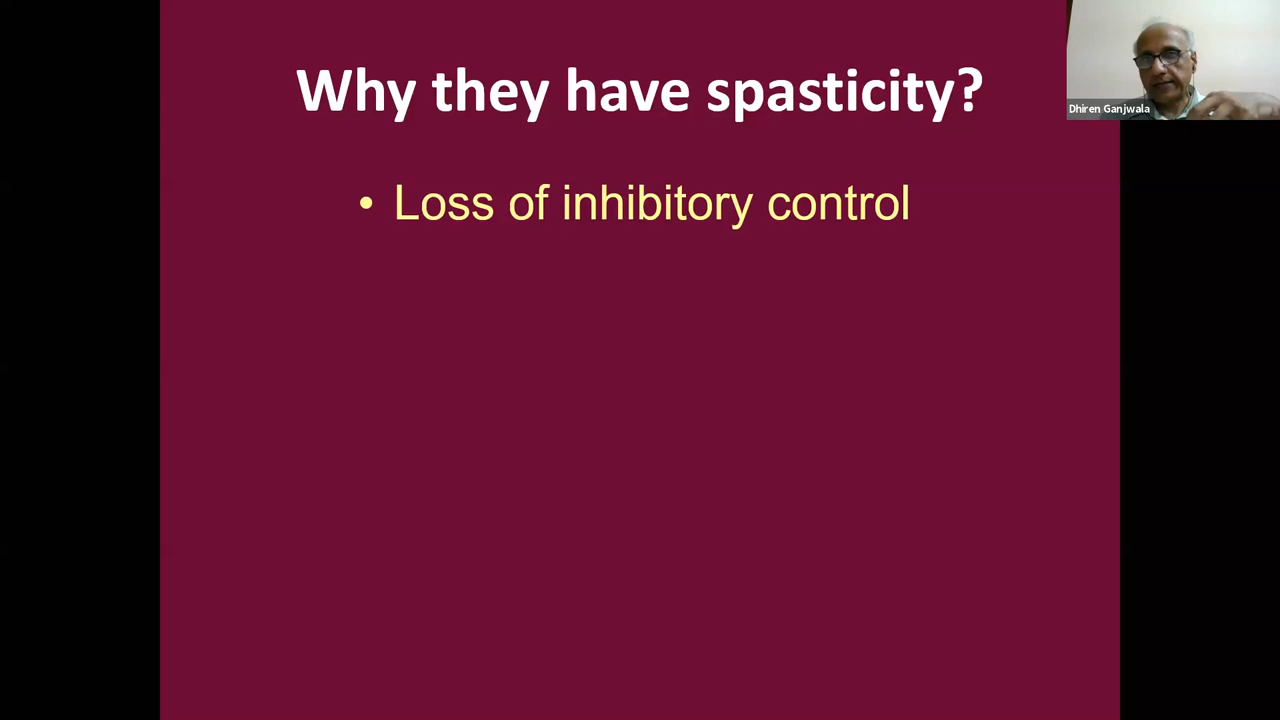 Why they have spasticity?
Dhiren Ganjwala
• Loss of inhibitory control